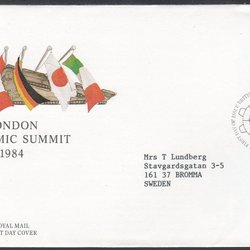 ONDON
MIC SUMMIT
1984
Mrs T Lundberg
Stavgardsgatan 3-5
161 37 BROMMA
SWEDEN
OYAL MAIL
T DAY COVER